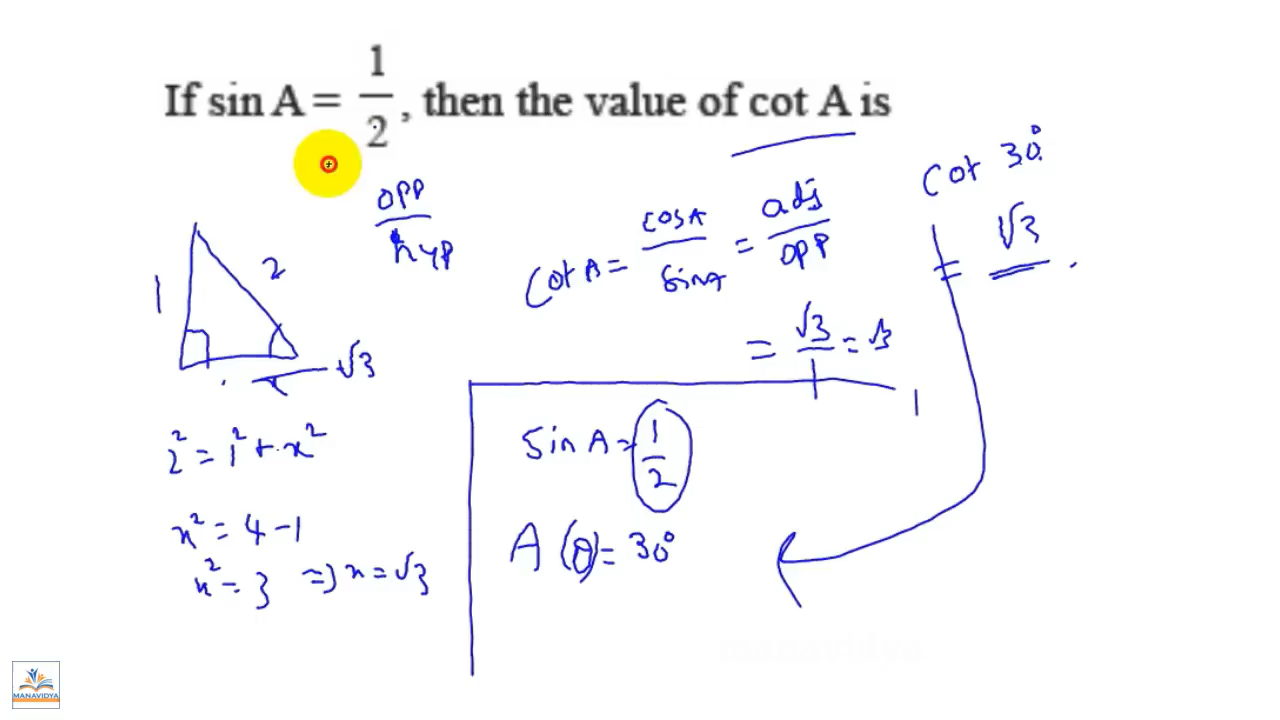 If sin A = 1/2, then the value of cot A is
opp/hyp
1
2
x
√3
2² = 1² + x²
x² = 4 - 1
x² = 3 ⇒ x = √3
Cot A = cos A / sin A = adj / opp
= √3/1 = √3
Cot 30°
= √3
Sin A = 1/2
A (θ) = 30°
manavidya
MANAVIDYA